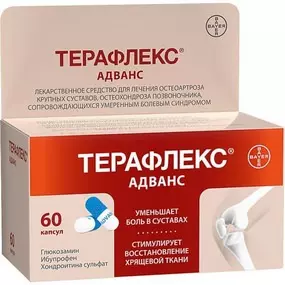 ТЕРАФЛЕКС®
АДВАНС
ЛЕКАРСТВЕННОЕ СРЕДСТВО ДЛЯ ЛЕЧЕНИЯ ОСТЕОАРТРОЗА
КРУПНЫХ СУСТАВОВ, ОСТЕОХОНДРОЗА ПОЗВОНОЧНИКА,
СОПРОВОЖДАЮЩИХСЯ УМЕРЕННЫМ БОЛЕВЫМ СИНДРОМОМ
BAYER
ТЕРАФЛЕКС®
АДВАНС
BAYER
60
капсул
УМЕНЬШАЕТ
БОЛЬ В СУСТАВАХ
СТИМУЛИРУЕТ
ВОССТАНОВЛЕНИЕ
ХРЯЩЕВОЙ ТКАНИ
60
Глюкозамин
Ибупрофен
Хондроитина сульфат